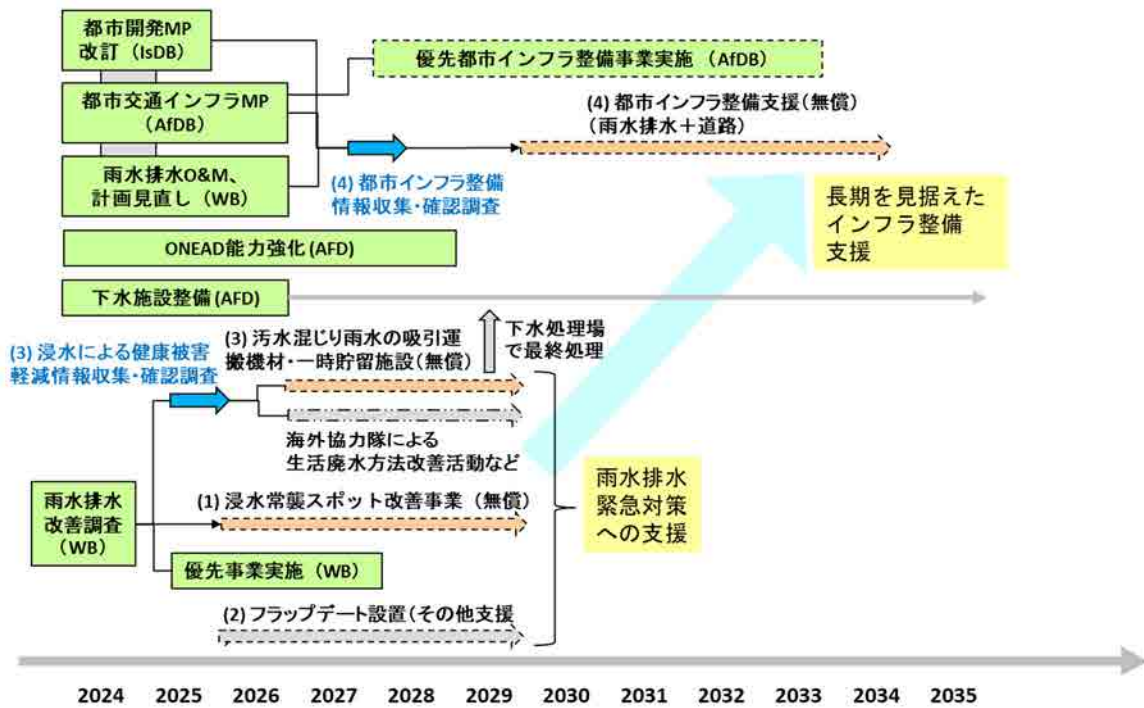 都市開発MP
改訂（IsDB）
優先都市インフラ整備事業実施（AfDB）
都市交通インフラMP
（AfDB）
(4) 都市インフラ整備支援（無償）
（雨水排水＋道路）
雨水排水O&M、
計画見直し（WB）
(4) 都市インフラ整備
情報収集・確認調査
長期を見据えた
インフラ整備
支援
ONEAD能力強化(AFD)
下水施設整備(AFD)
(3) 浸水による健康被害
軽減情報収集・確認調査
(3) 汚水混じり雨水の吸引運
搬機材・一時貯留施設（無償）
下水処理場
で最終処理
海外協力隊による
生活廃水方法改善活動など
雨水排水
改善調査
（WB）
(1) 浸水常襲スポット改善事業（無償）
雨水排水
緊急対策
への支援
優先事業実施（WB）
(2) フラップデート設置（その他支援
2024 2025 2026 2027 2028 2029 2030 2031 2032 2033 2034 2035